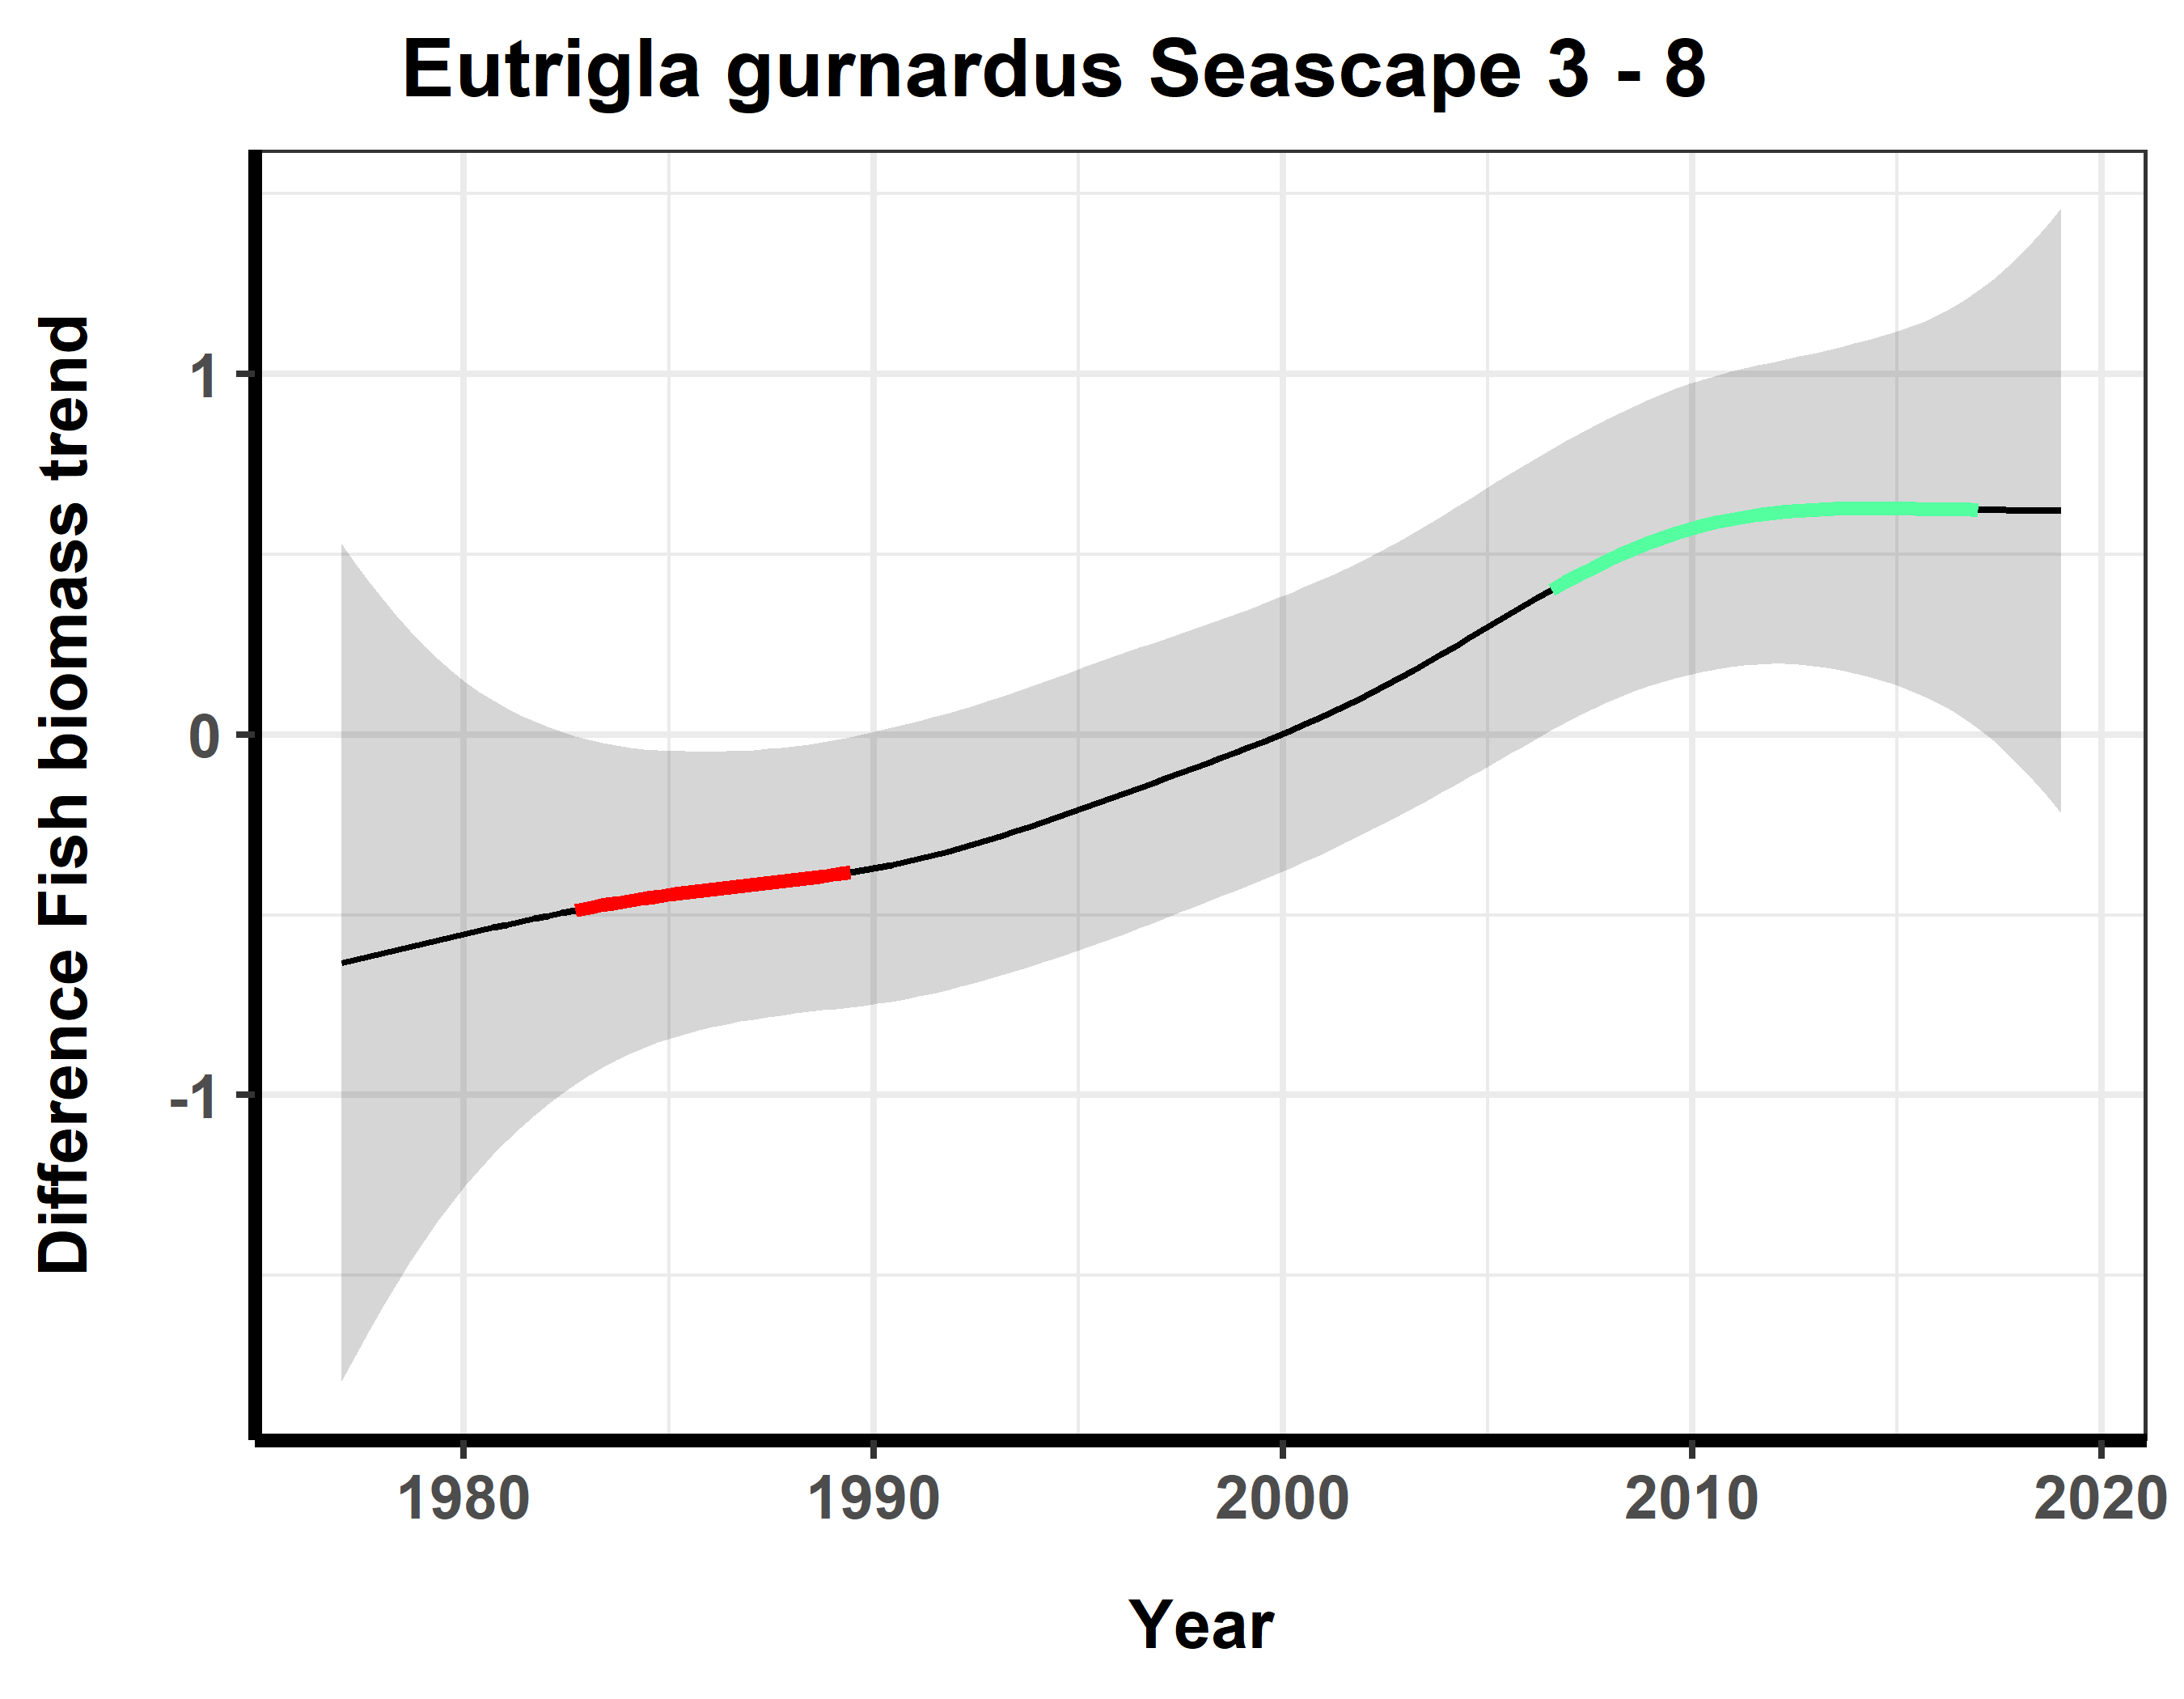 Eutrigla gurnardus Seascape 3 - 8
Difference Fish biomass trend
1
0
-1
1980 1990 2000 2010 2020
Year